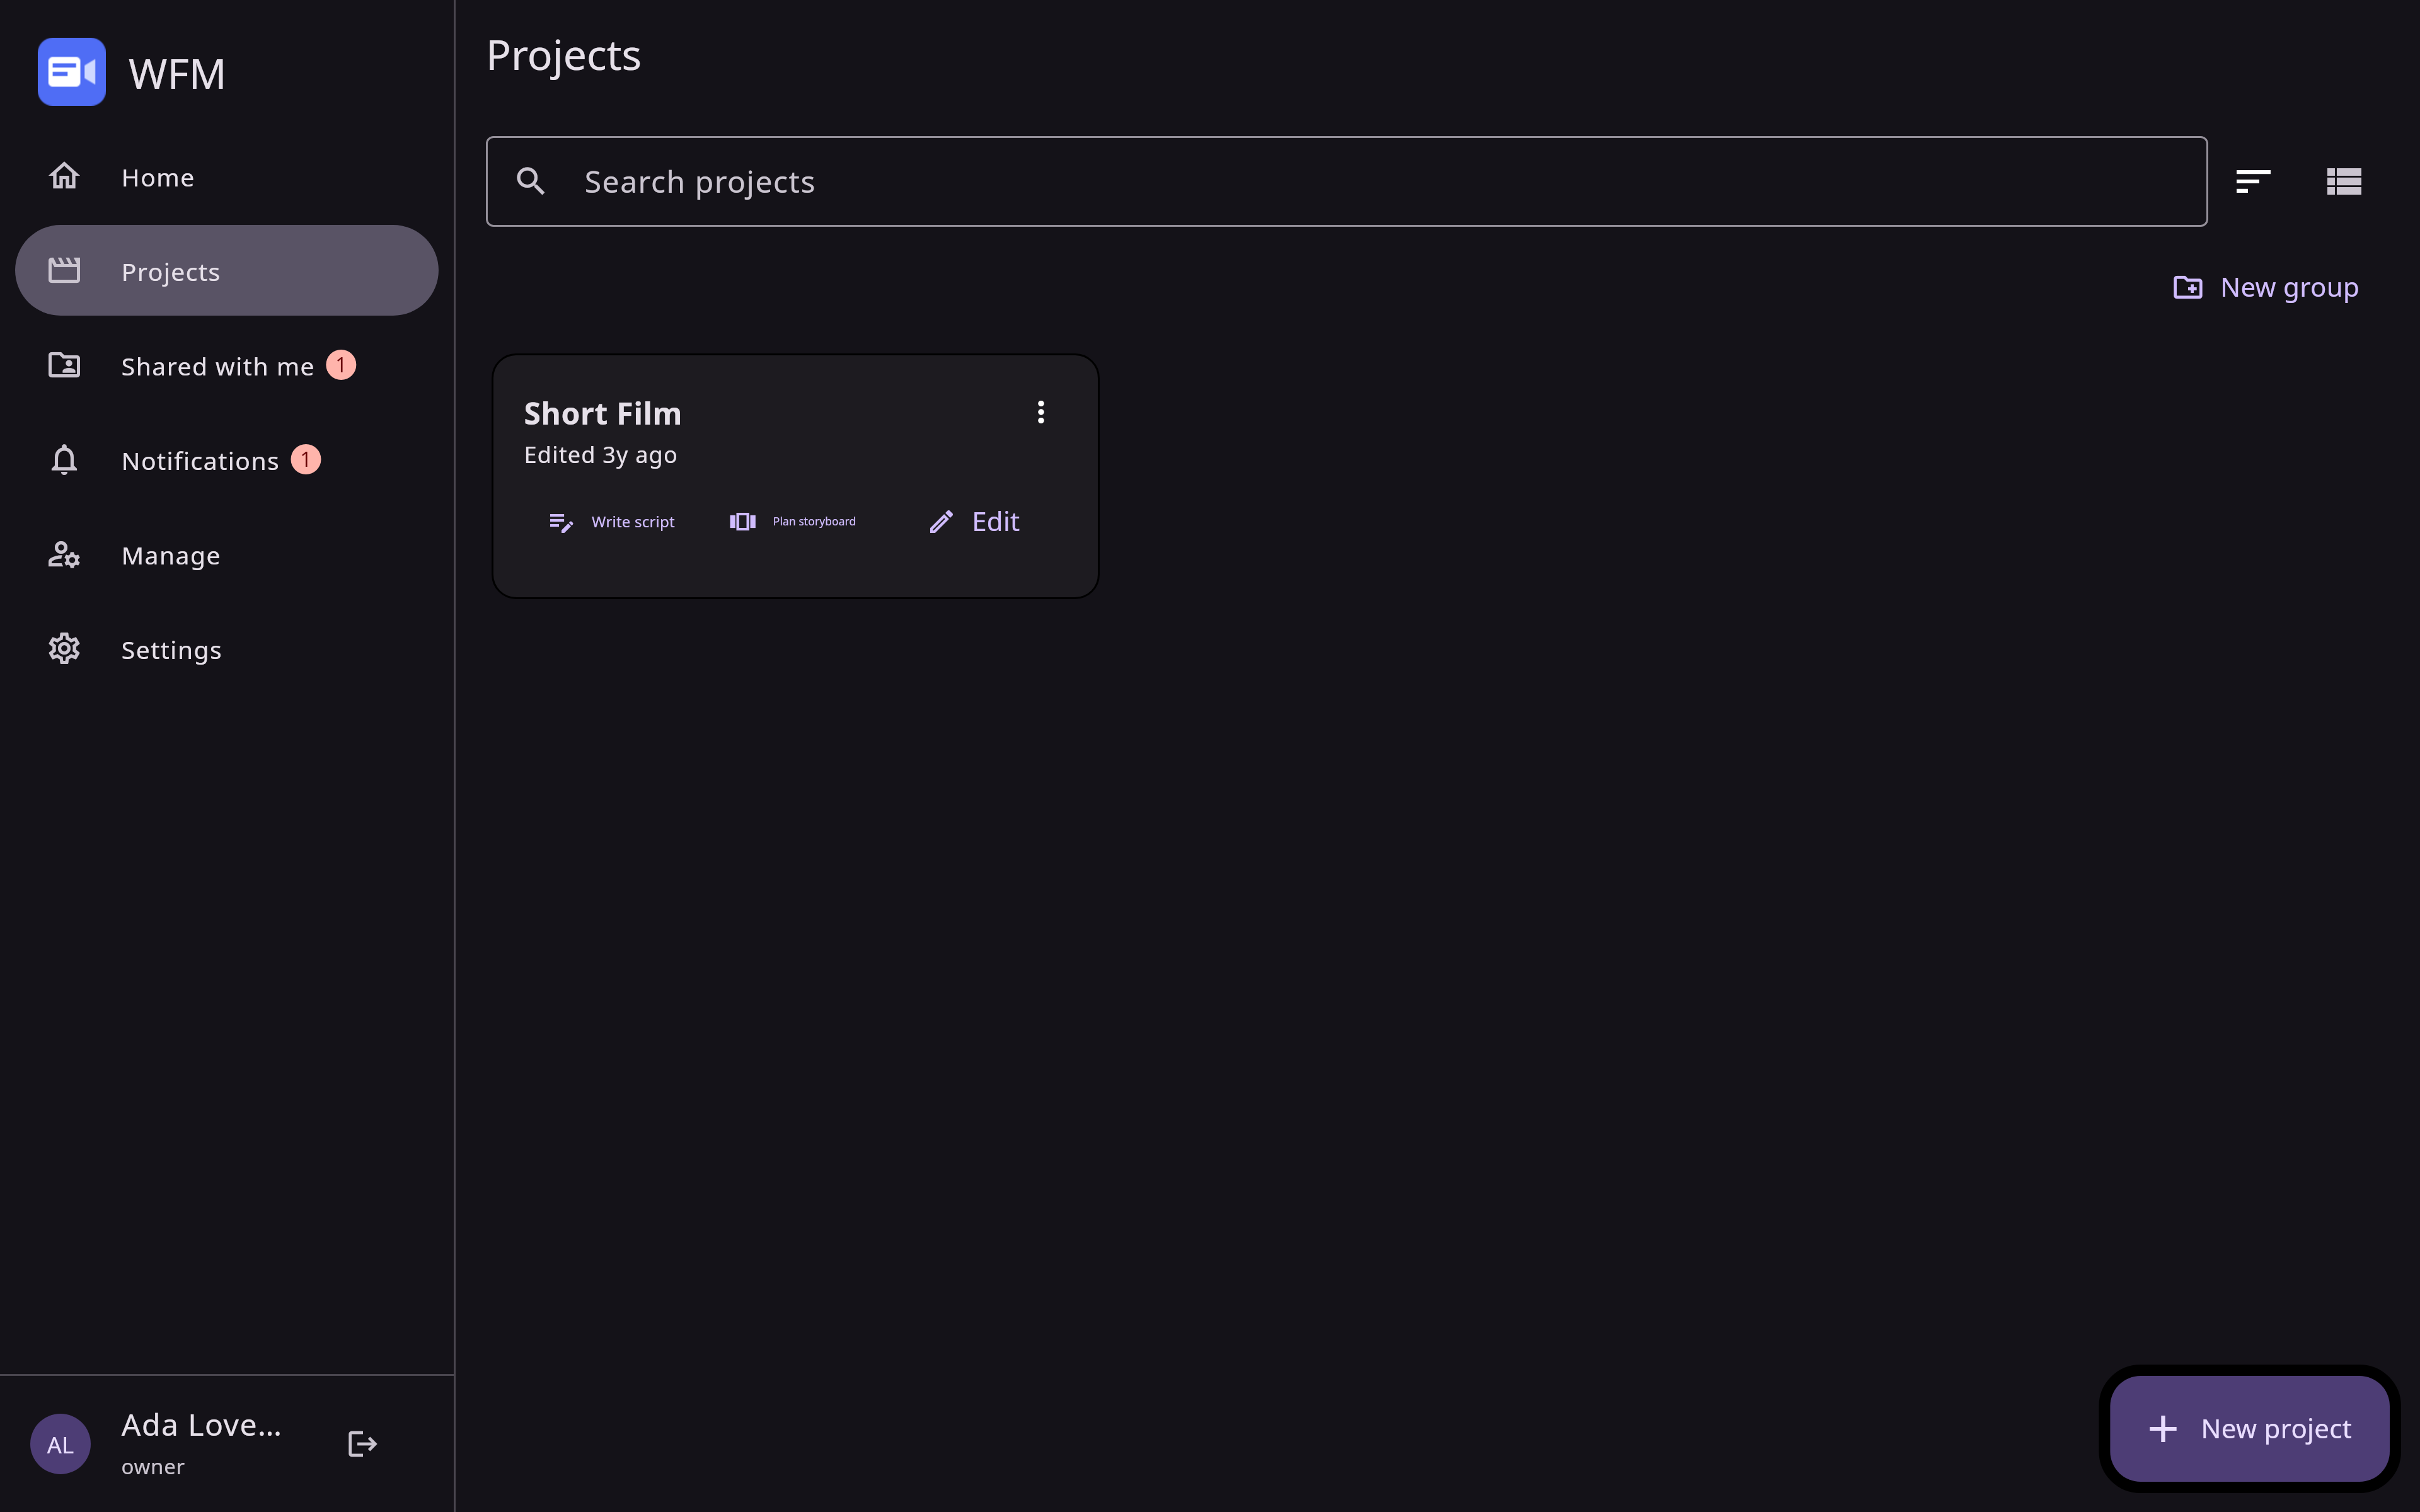 WFM
Home
Projects
Shared with me 1
Notifications 1
Manage
Settings
AL
Ada Love...
owner
Projects
Search projects
New group
Short Film
Edited 3y ago
Write script
Plan storyboard
Edit
New project